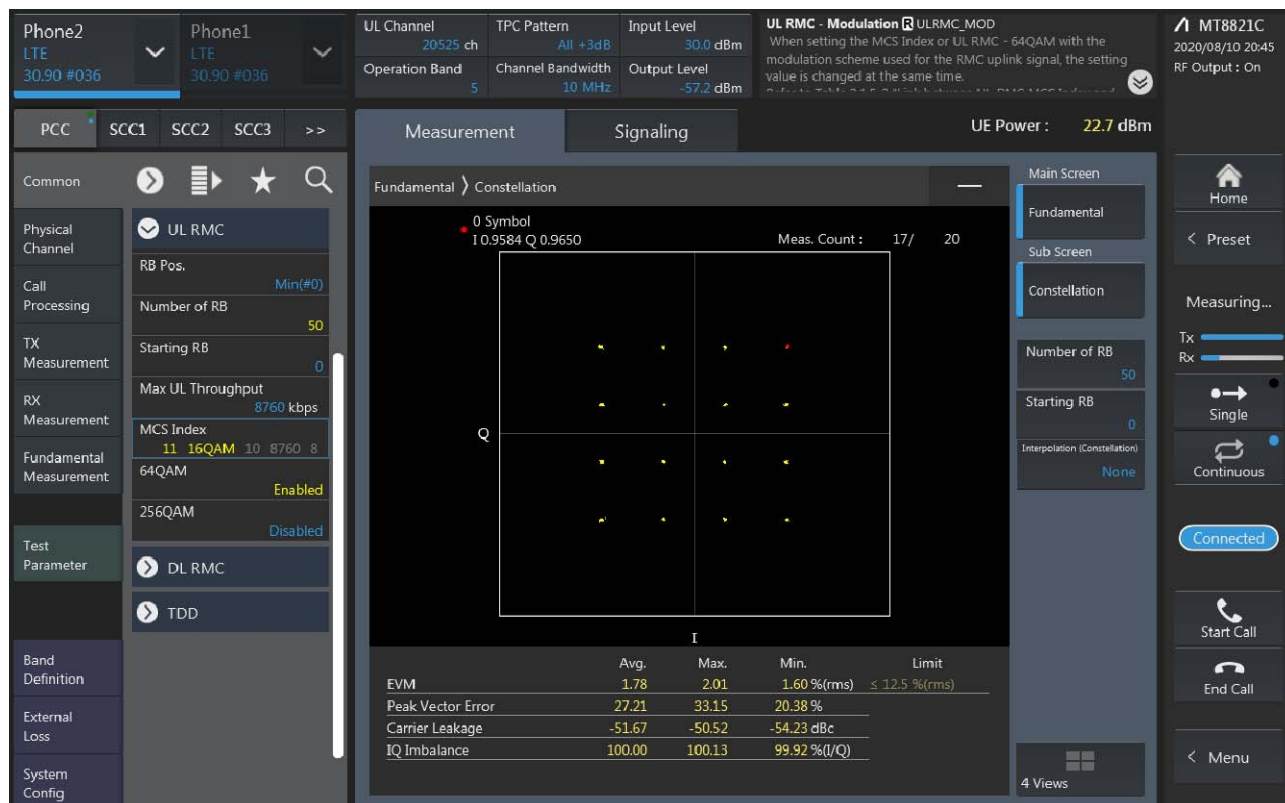 Phone2
LTE
30.90 #036
Phone1
LTE
30.90 #036
UL Channel
20525 ch
Operation Band
5
TPC Pattern
All +3dB
Channel Bandwidth
10 MHz
Input Level
30.0 dBm
Output Level
-57.2 dBm
UL RMC - Modulation R ULRMC_MOD
When setting the MCS Index or UL RMC - 64QAM with the
modulation scheme used for the RMC uplink signal, the setting
value is changed at the same time.
MT8821C
2020/08/10 20:45
RF Output : On
PCC SCC1 SCC2 SCC3 >>
Measurement
Signaling
UE Power : 22.7 dBm
Common
Physical
Channel
Call
Processing
TX
Measurement
RX
Measurement
Fundamental
Measurement
Test
Parameter
Band
Definition
External
Loss
System
Config
UL RMC
RB Pos.
Min(#0)
Number of RB
50
Starting RB
0
Max UL Throughput
8760 kbps
MCS Index
11 16QAM 10 8760 8
64QAM
Enabled
256QAM
Disabled
DL RMC
TDD
Fundamental > Constellation
0 Symbol
I 0.9584 Q 0.9650
Meas. Count : 17/ 20
Q
I
Avg. Max. Min. Limit
EVM 1.78 2.01 1.60 %(rms) ≤ 12.5 %(rms)
Peak Vector Error 27.21 33.15 20.38 %
Carrier Leakage -51.67 -50.52 -54.23 dBc
IQ Imbalance 100.00 100.13 99.92 %(I/Q)
Main Screen
Fundamental
Sub Screen
Constellation
Number of RB
50
Starting RB
0
Interpolation (Constellation)
None
4 Views
Home
< Preset
Measuring...
Tx
Rx
Single
Continuous
Connected
Start Call
End Call
< Menu